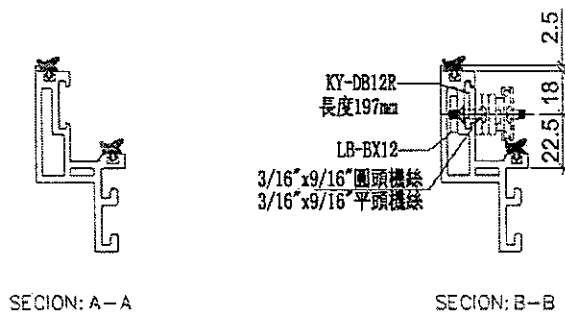 KY-DB12R
長度197mm
LB-BX12
3/16"x9/16"圓頭機絲
3/16"x9/16"平頭機絲
2.5
18
22.5
SECION: A-A
SECION: B-B